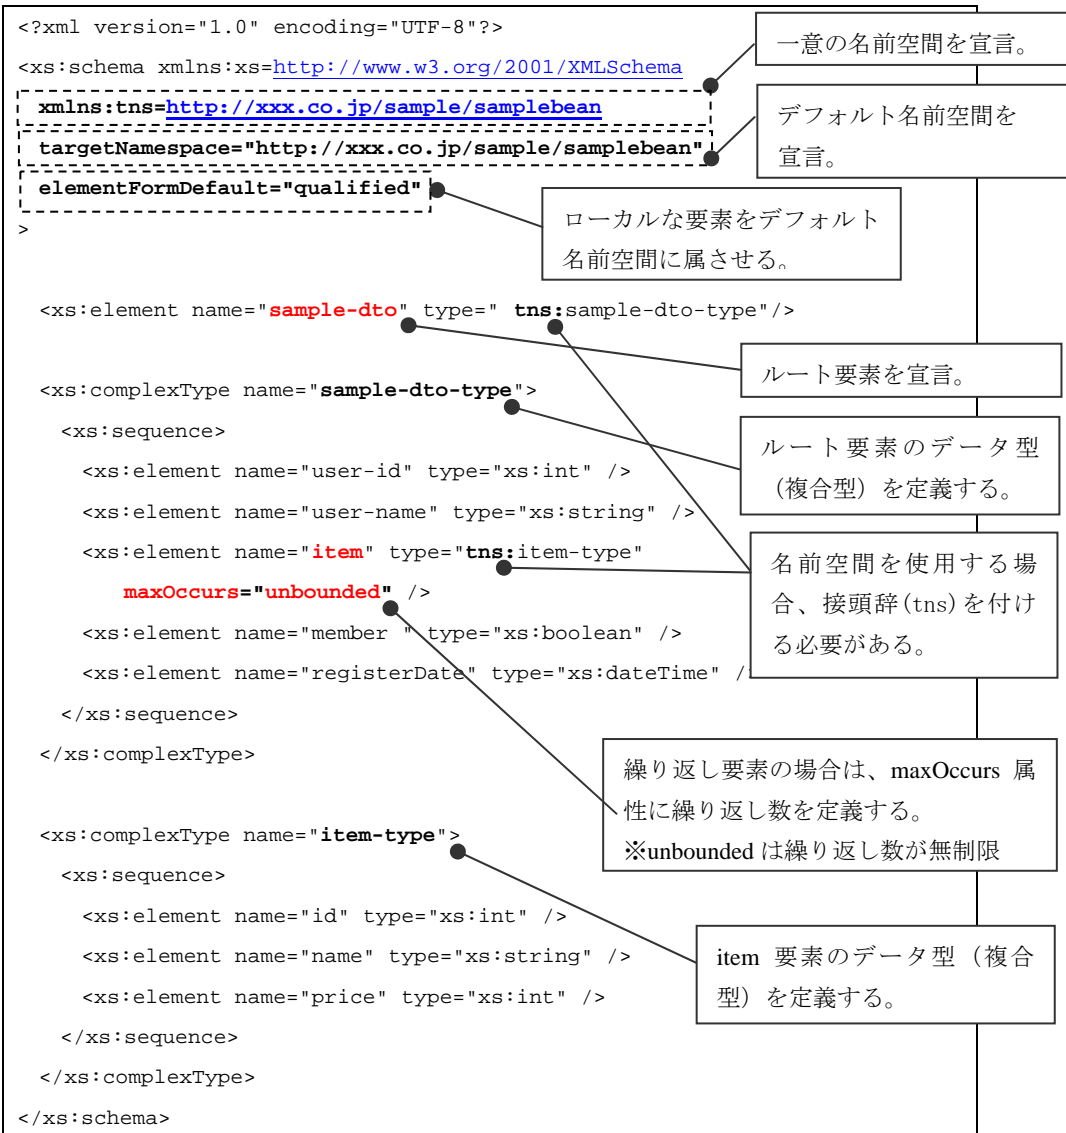 <?xml version="1.0" encoding="UTF-8"?>
<xs:schema xmlns:xs=http://www.w3.org/2001/XMLSchema
xmlns:tns=http://xxx.co.jp/sample/samplebean
targetNamespace="http://xxx.co.jp/sample/samplebean"
elementFormDefault="qualified"
>
一意の名前空間を宣言。
デフォルト名前空間を
宣言。
ローカルな要素をデフォルト
名前空間に属させる。
<xs:element name="sample-dto" type=" tns:sample-dto-type"/>
ルート要素を宣言。
<xs:complexType name="sample-dto-type">
<xs:sequence>
<xs:element name="user-id" type="xs:int" />
<xs:element name="user-name" type="xs:string" />
<xs:element name="item" type="tns:item-type"
maxOccurs="unbounded" />
<xs:element name="member " type="xs:boolean" />
<xs:element name="registerDate" type="xs:dateTime" /
</xs:sequence>
</xs:complexType>
ルート要素のデータ型
（複合型）を定義する。
名前空間を使用する場
合、接頭辞(tns)を付け
る必要がある。
繰り返し要素の場合は、maxOccurs 属
性に繰り返し数を定義する。
※unbounded は繰り返し数が無制限
<xs:complexType name="item-type">
<xs:sequence>
<xs:element name="id" type="xs:int" />
<xs:element name="name" type="xs:string" />
<xs:element name="price" type="xs:int" />
</xs:sequence>
</xs:complexType>
</xs:schema>
item 要素のデータ型（複合
型）を定義する。